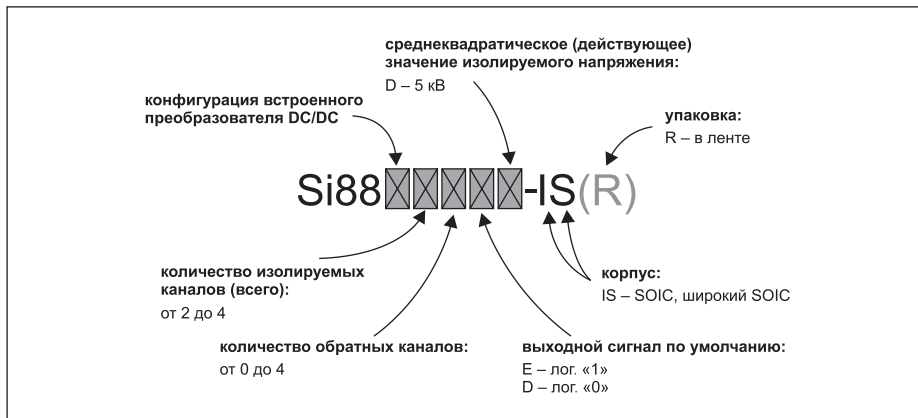 среднеквадратическое (действующее)
значение изолируемого напряжения:
D – 5 кВ
конфигурация встроенного
преобразователя DC/DC
упаковка:
R – в ленте
Si88 -IS(R)
количество изолируемых
каналов (всего):
от 2 до 4
корпус:
IS – SOIC, широкий SOIC
количество обратных каналов:
от 0 до 4
выходной сигнал по умолчанию:
E – лог. «1»
D – лог. «0»